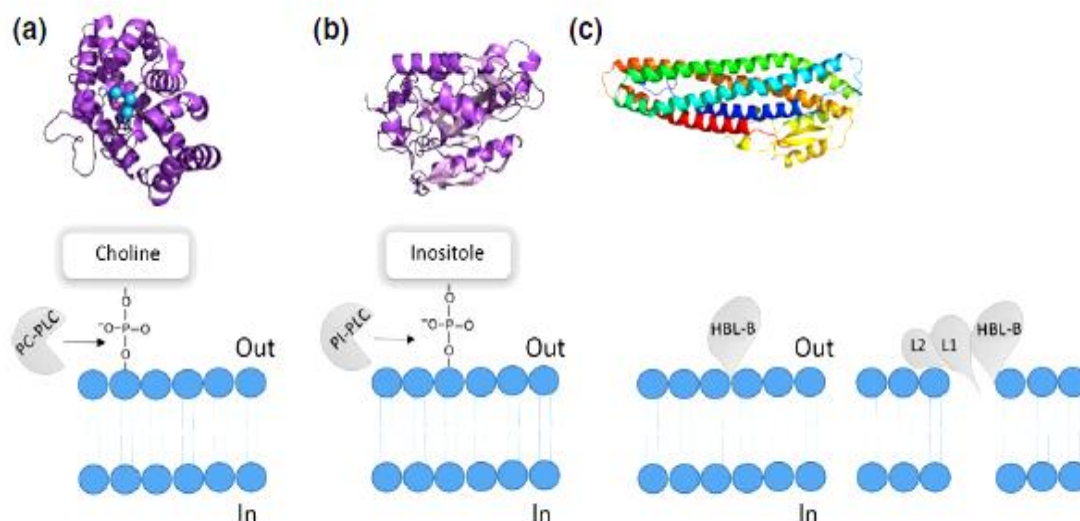 (a)
(b)
(c)
Choline
Inositole
O
⁻O-P-O
O
PC-PLC
Out
In
O
⁻O-P-O
O
PI-PLC
Out
In
HBL-B
Out
In
L2
L1
HBL-B